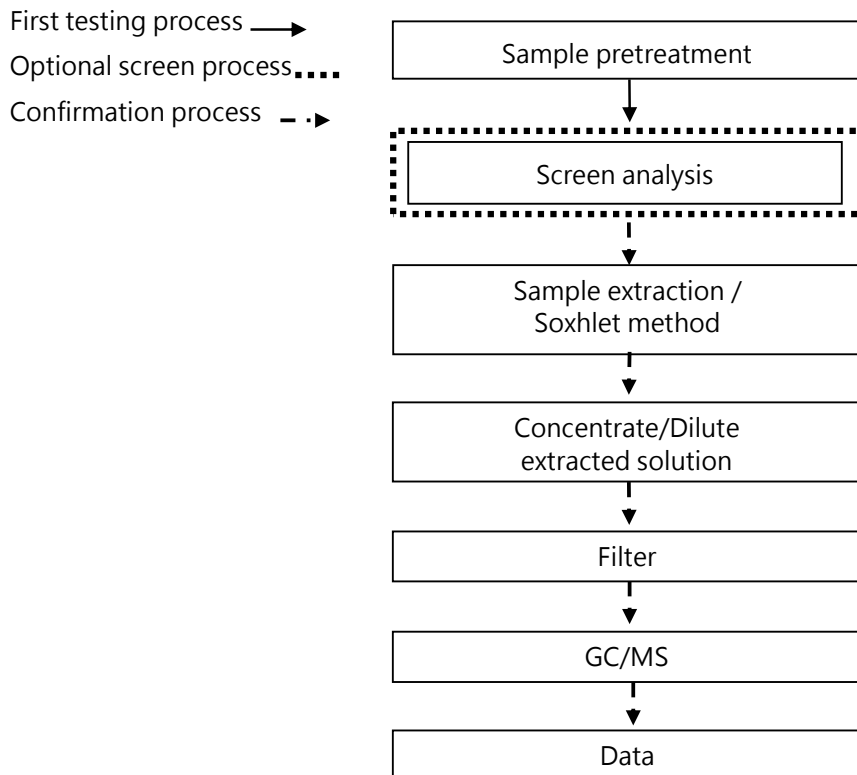 First testing process
Optional screen process
Confirmation process
Sample pretreatment
Screen analysis
Sample extraction /
Soxhlet method
Concentrate/Dilute
extracted solution
Filter
GC/MS
Data